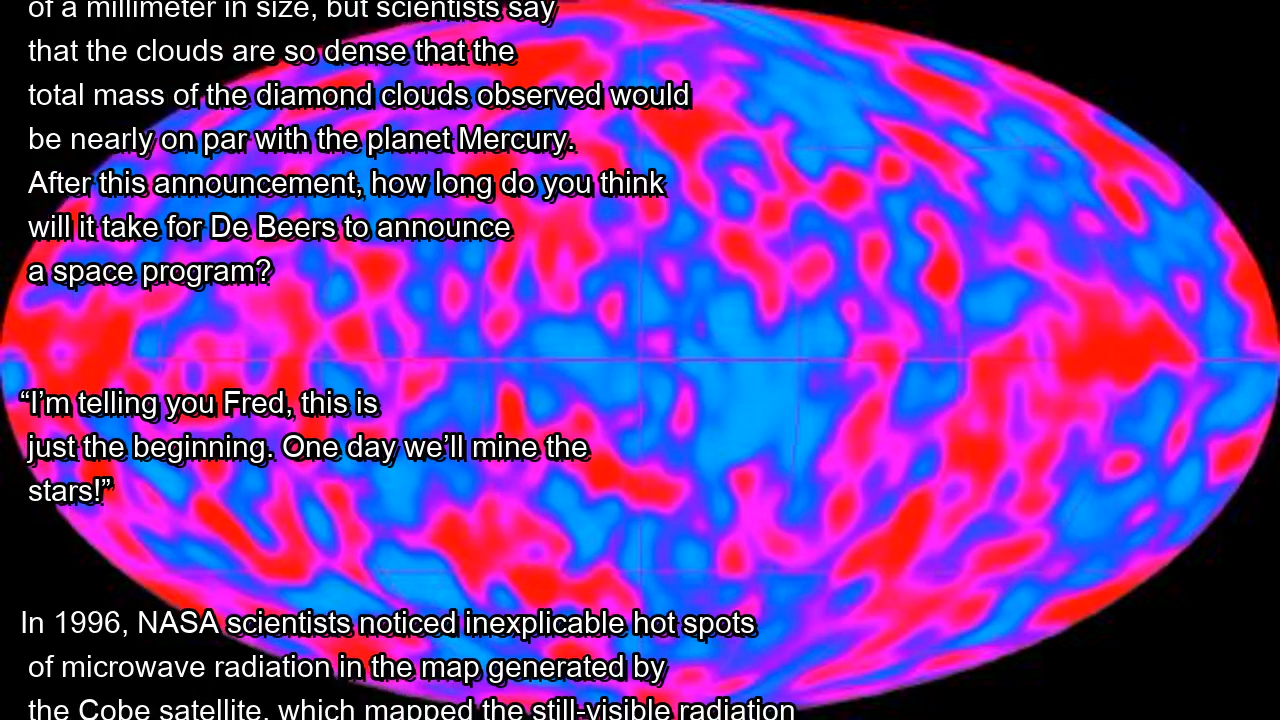 of a millimeter in size, but scientists say
that the clouds are so dense that the
total mass of the diamond clouds observed would
be nearly on par with the planet Mercury.
After this announcement, how long do you think
will it take for De Beers to announce
a space program?
“I’m telling you Fred, this is
just the beginning. One day we’ll mine the
stars!”
In 1996, NASA scientists noticed inexplicable hot spots
of microwave radiation in the map generated by
the Cobe satellite, which mapped the still-visible radiation